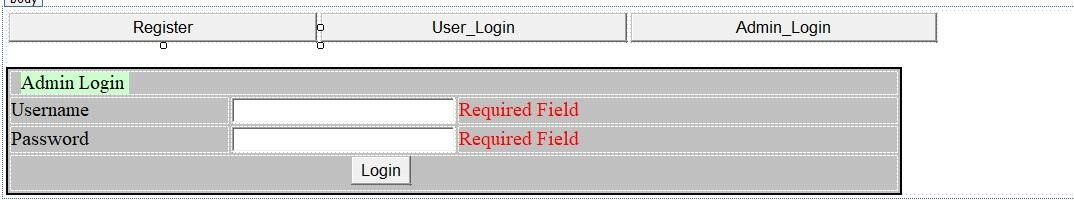 body
Register User_Login Admin_Login
Admin Login
Username Required Field
Password Required Field
Login